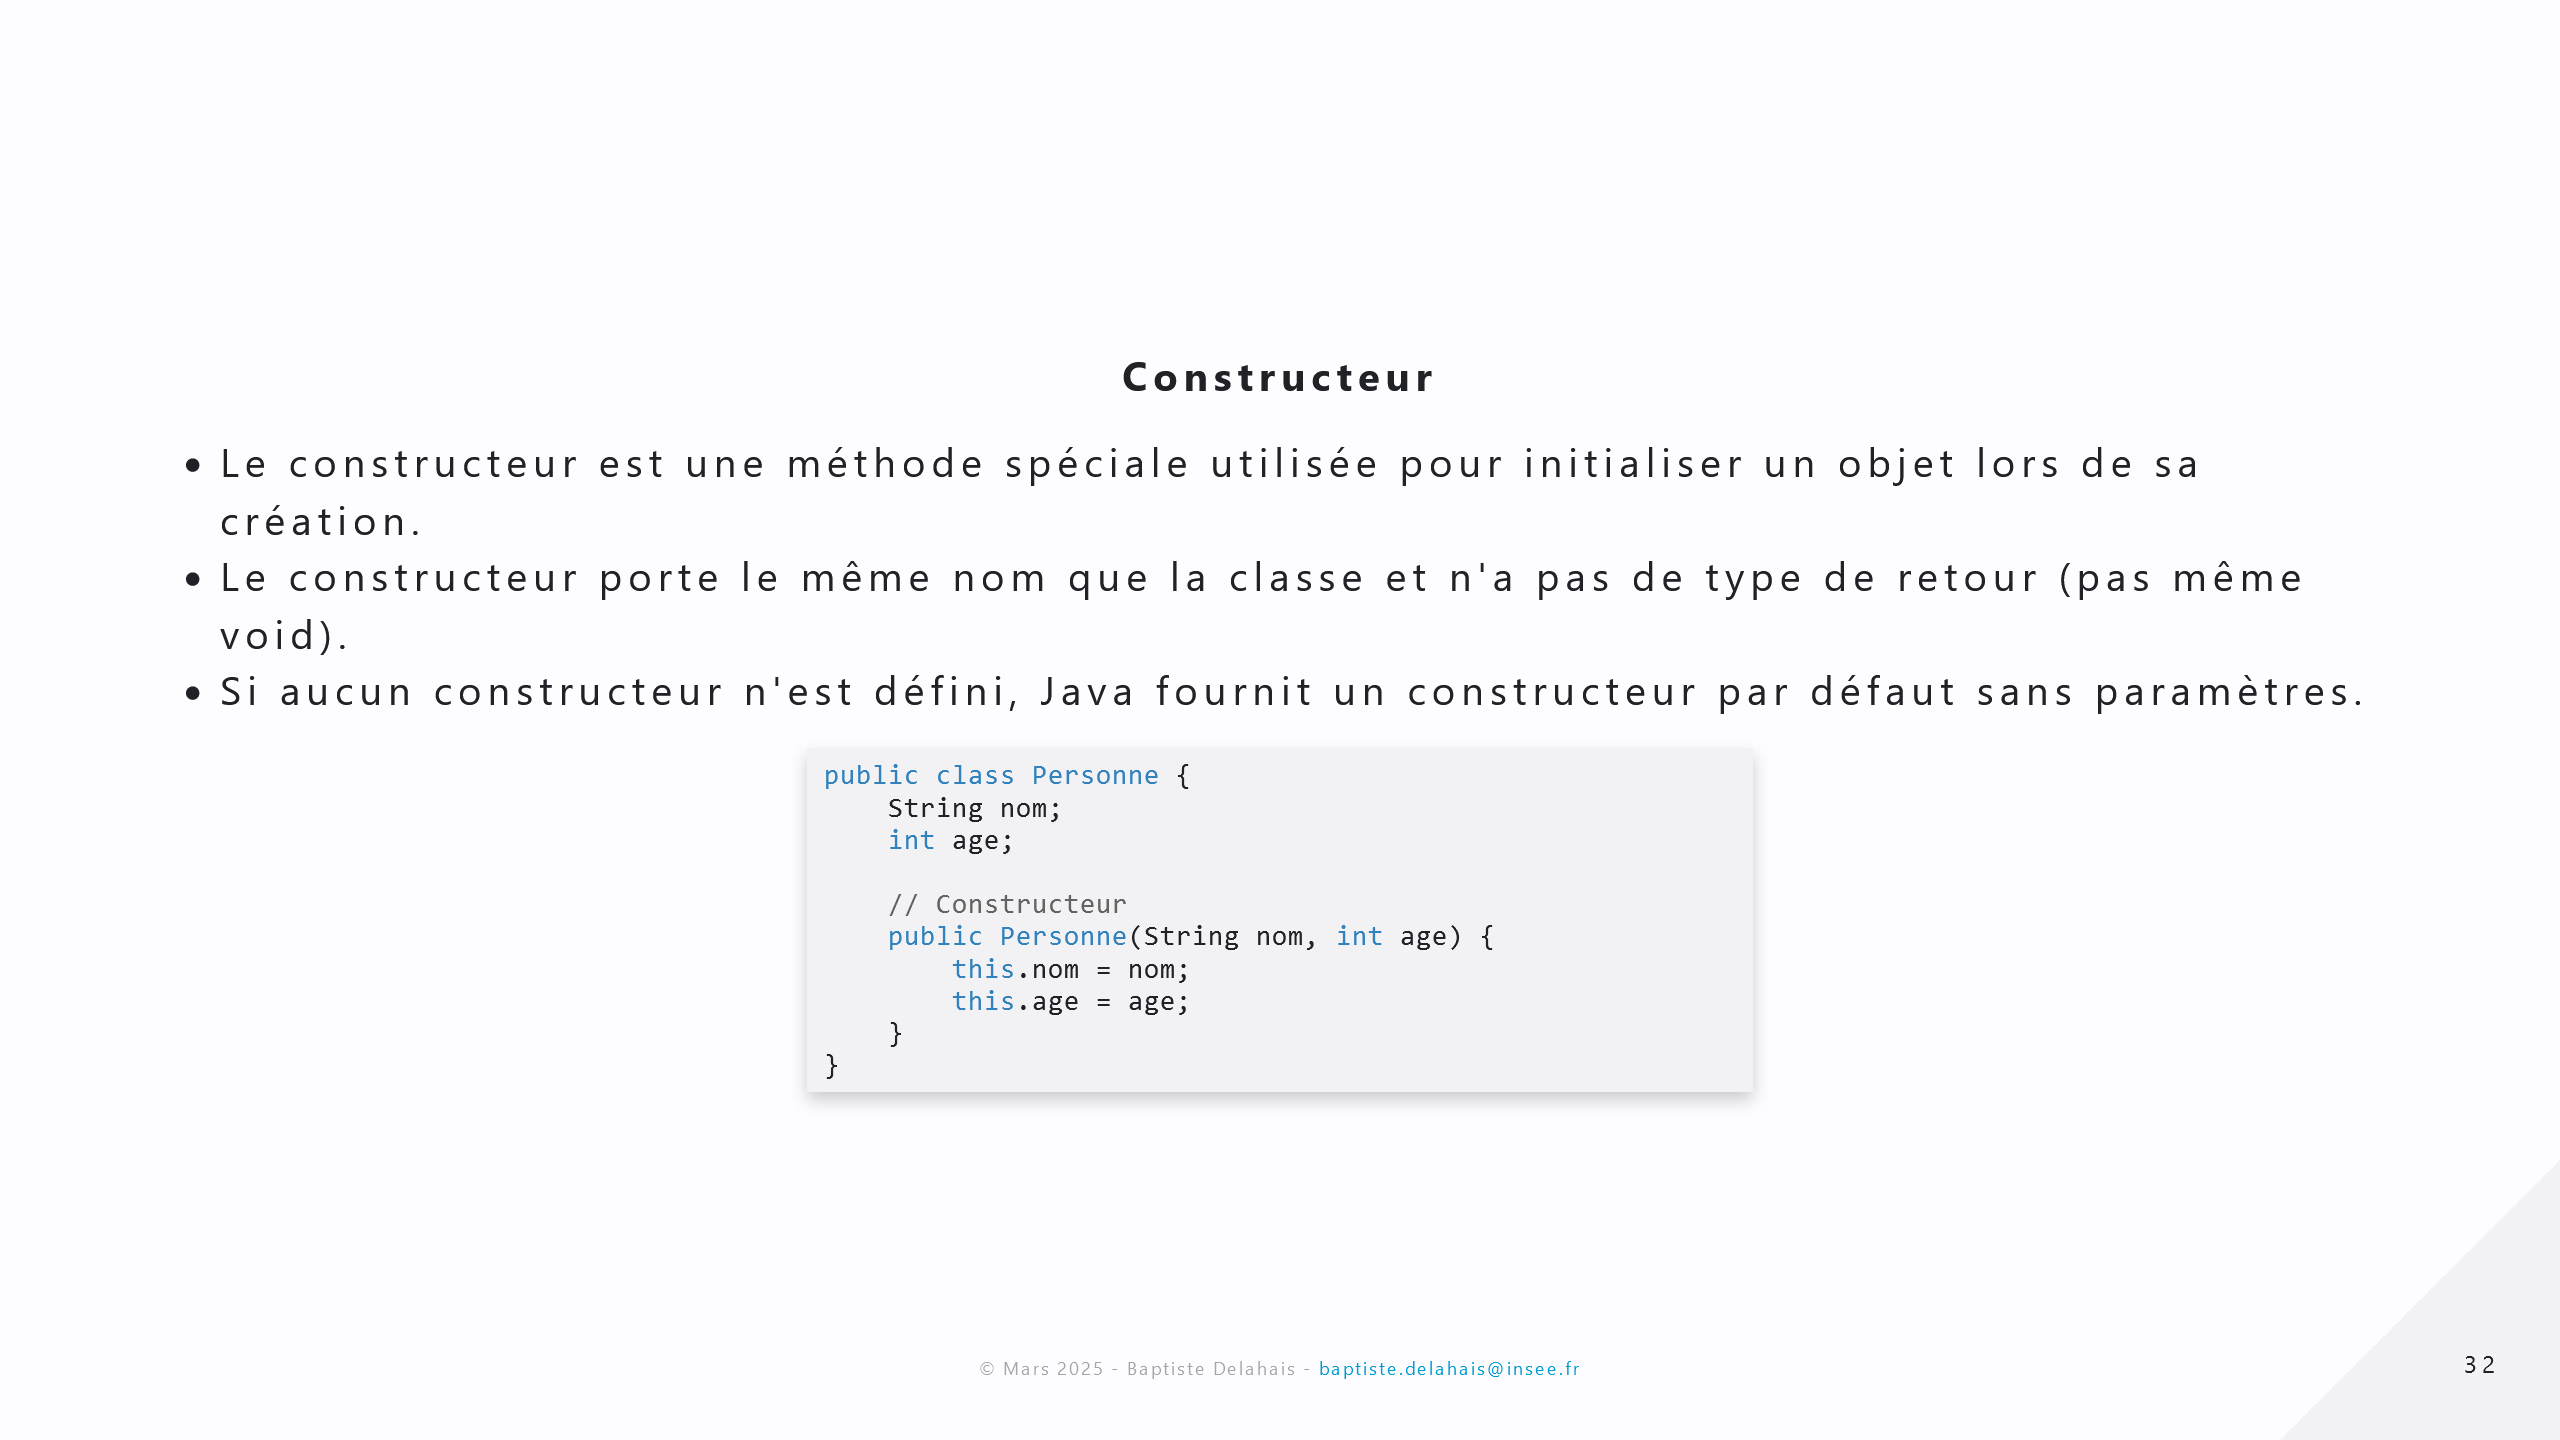 Constructeur
• Le constructeur est une méthode spéciale utilisée pour initialiser un objet lors de sa
création.
• Le constructeur porte le même nom que la classe et n'a pas de type de retour (pas même
void).
• Si aucun constructeur n'est défini, Java fournit un constructeur par défaut sans paramètres.
public class Personne {
    String nom;
    int age;

    // Constructeur
    public Personne(String nom, int age) {
        this.nom = nom;
        this.age = age;
    }
}
© Mars 2025 - Baptiste Delahais - baptiste.delahais@insee.fr
32